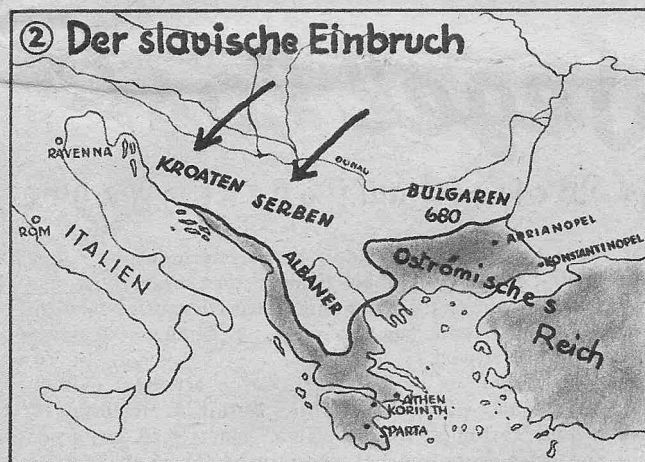 ② Der slavische Einbruch
RAVENNA
ROM
ITALIEN
KROATEN
SERBEN
ALBANER
DONAU
BULGAREN
680
ADRIANOPEL
KONSTANTINOPEL
Oströmisches
Reich
ATHEN
KORINTH
SPARTA